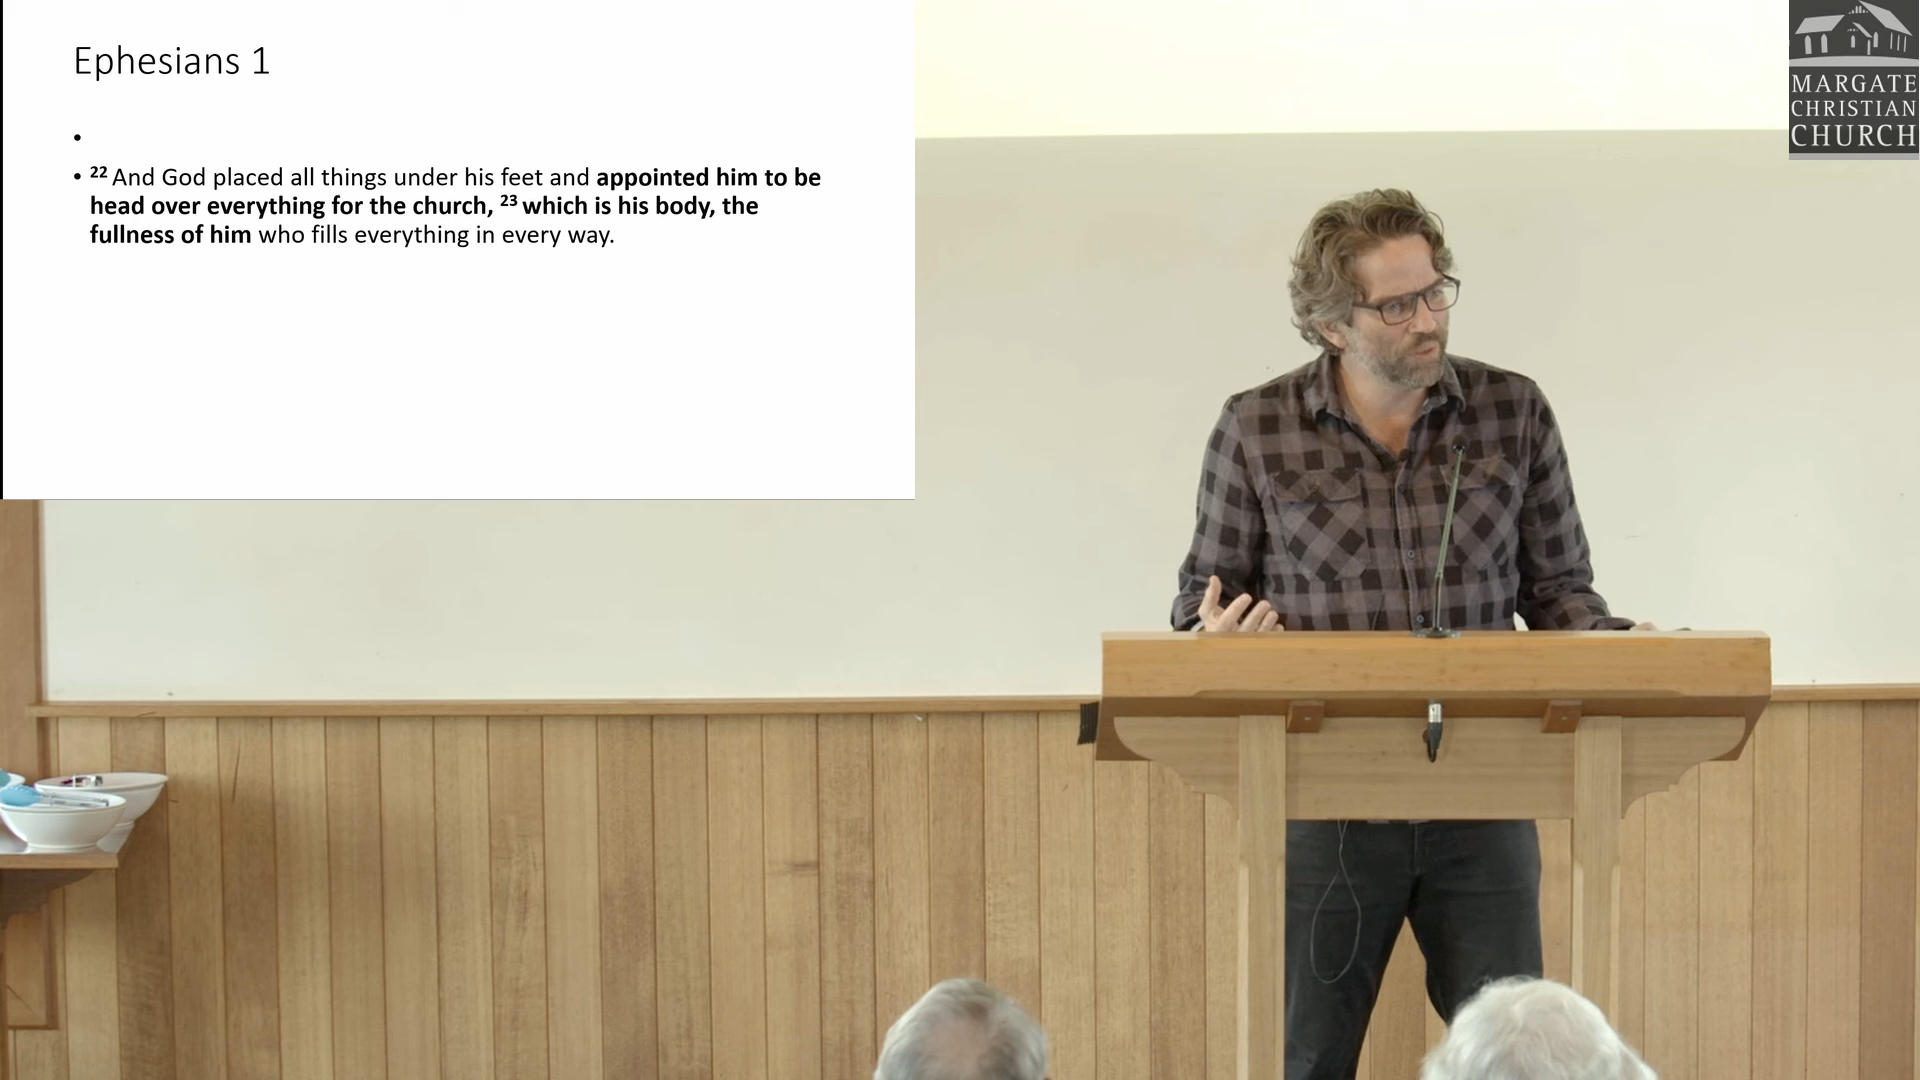 Ephesians 1
•
• ²² And God placed all things under his feet and appointed him to be
head over everything for the church, ²³ which is his body, the
fullness of him who fills everything in every way.
MARGATE
CHRISTIAN
CHURCH